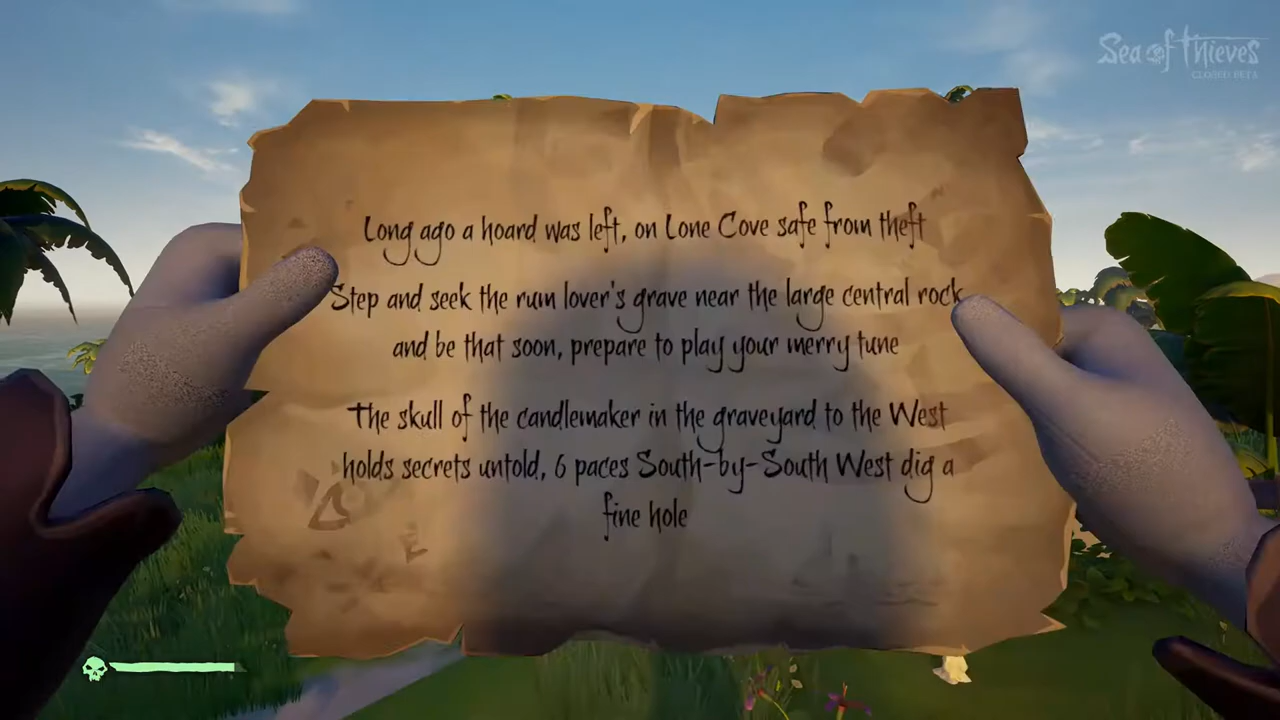 Sea of Thieves
CLOSED BETA
Long ago a hoard was left, on Lone Cove safe from theft
Step and seek the rum lover's grave near the large central rock
and be that soon, prepare to play your merry tune
The skull of the candlemaker in the graveyard to the West
holds secrets untold, 6 paces South-by-South West dig a
fine hole